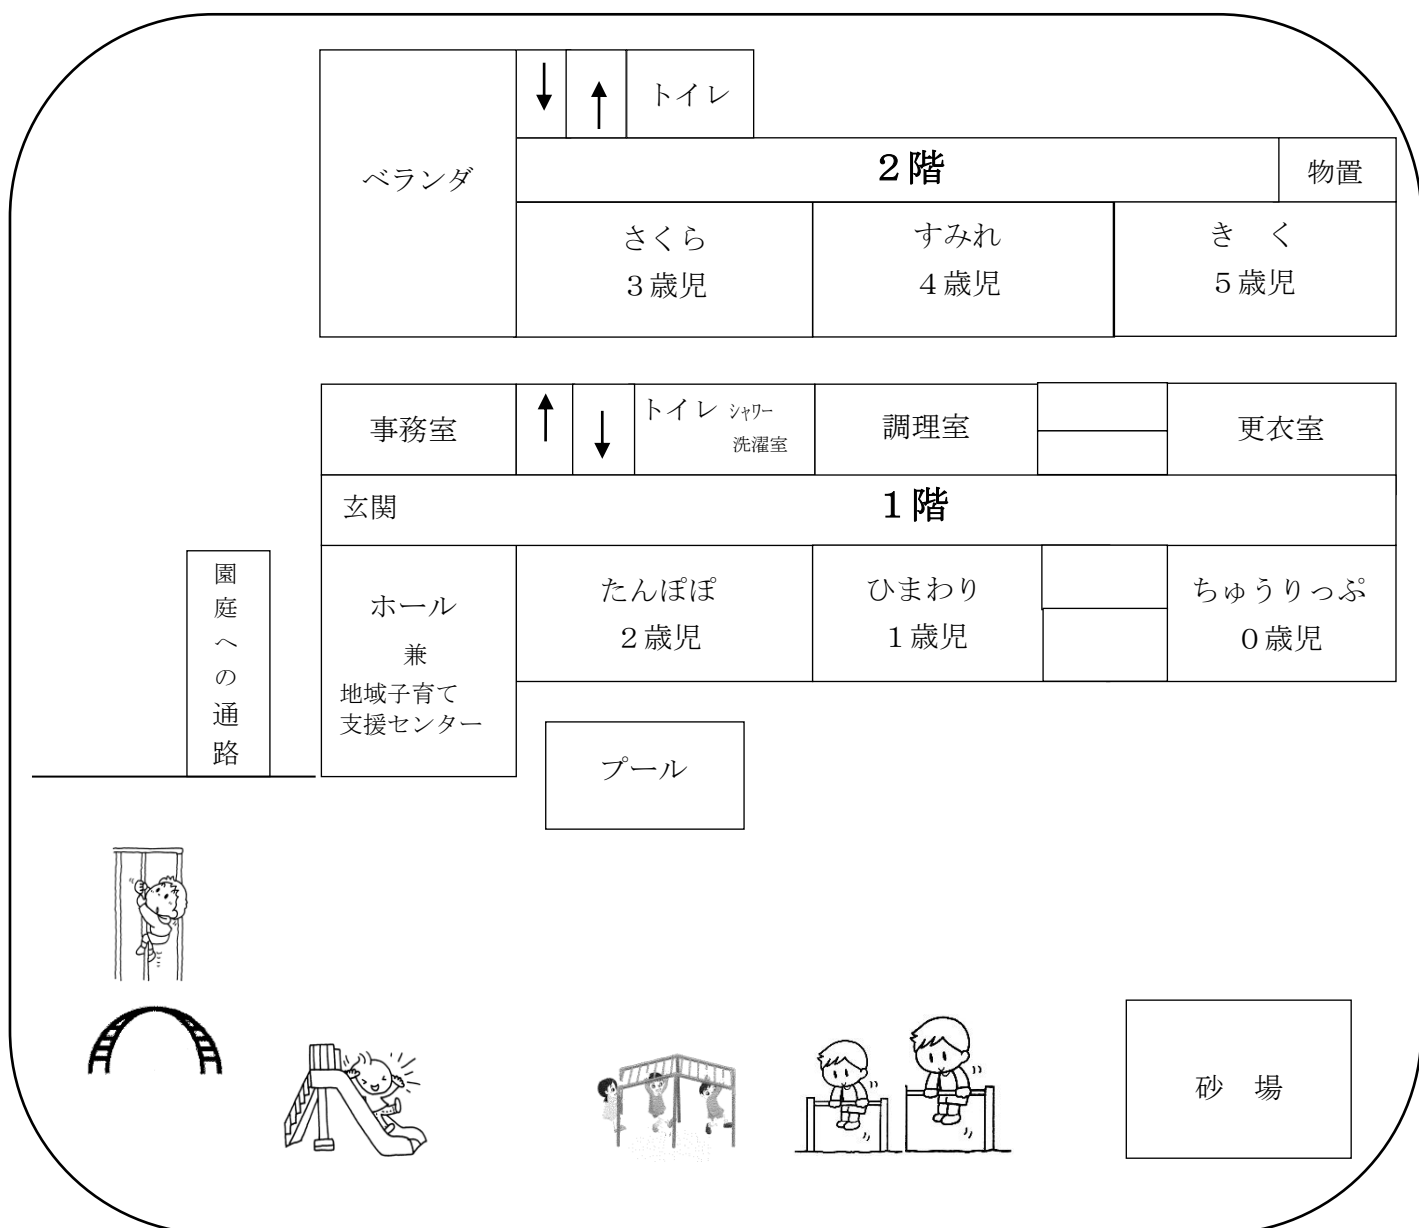 トイレ
２階
ベランダ
物置
さくら
３歳児
すみれ
４歳児
き　く
５歳児
事務室
トイレ シャワー
洗濯室
調理室
更衣室
玄関
１階
園庭への通路
ホール
兼
地域子育て
支援センター
たんぽぽ
２歳児
ひまわり
１歳児
ちゅうりっぷ
０歳児
プール
砂　場